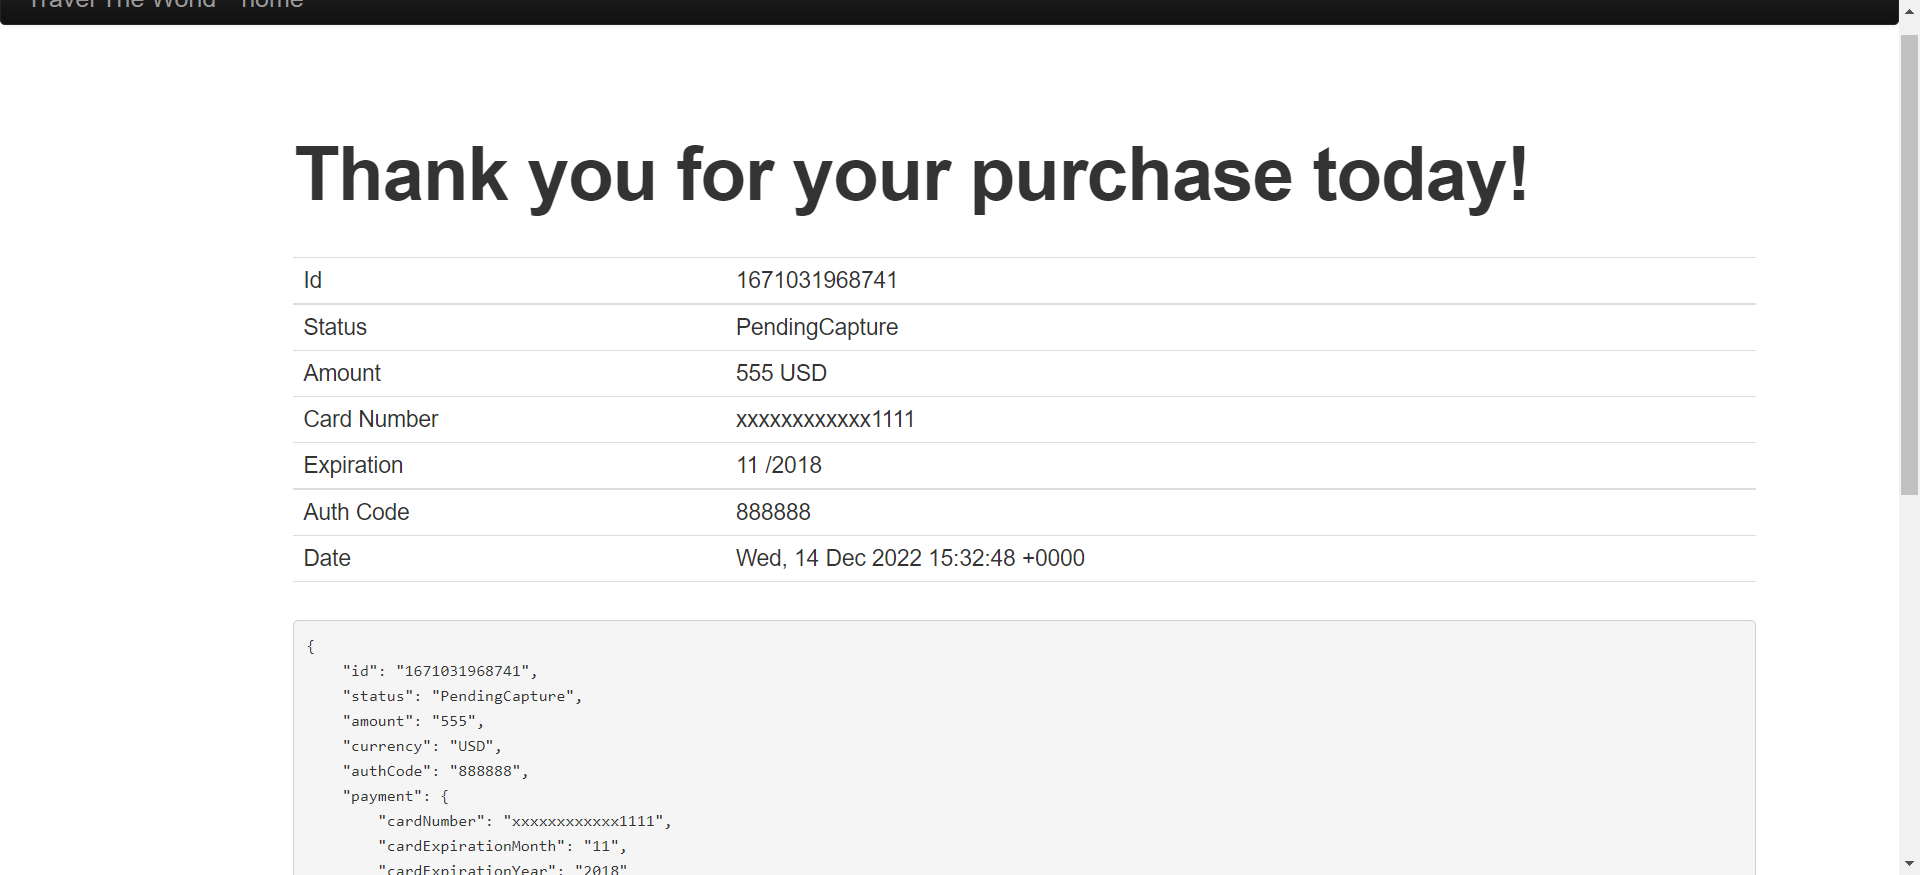 Travel The World home
Thank you for your purchase today!
Id 1671031968741
Status PendingCapture
Amount 555 USD
Card Number xxxxxxxxxxxx1111
Expiration 11 /2018
Auth Code 888888
Date Wed, 14 Dec 2022 15:32:48 +0000
{
    "id": "1671031968741",
    "status": "PendingCapture",
    "amount": "555",
    "currency": "USD",
    "authCode": "888888",
    "payment": {
        "cardNumber": "xxxxxxxxxxxx1111",
        "cardExpirationMonth": "11",
        "cardExpirationYear": "2018"